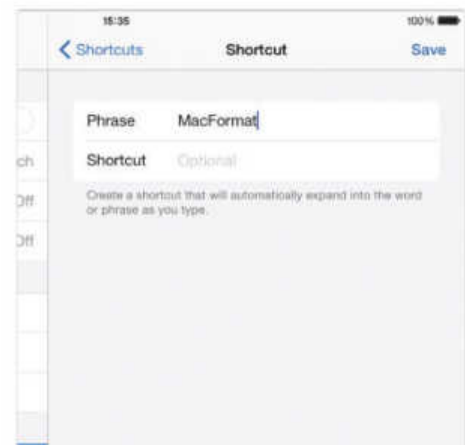 15:35 100%
Shortcuts Shortcut Save
Phrase MacFormat
ch Shortcut Optional
Off Create a shortcut that will automatically expand into the word
or phrase as you type.
Off